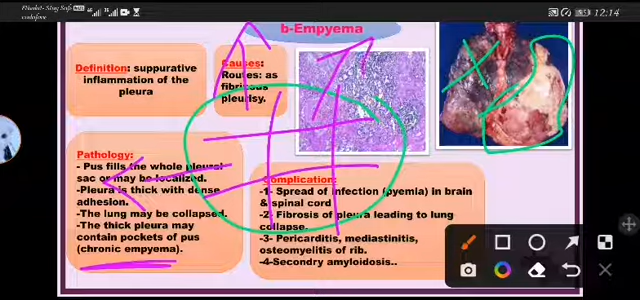 12:14
vodafone
b-Empyema
Definition: suppurative
inflammation of the
pleura
Causes:
Routes: as
fibrinous
pleurisy.
Pathology:
- Pus fills the whole pleural
sac or may be localized.
-Pleura is thick with dense
adhesion.
-The lung may be collapsed.
-The thick pleura may
contain pockets of pus
(chronic empyema).
Complication:
-1- Spread of infection (pyemia) in brain
& spinal cord
-2- Fibrosis of pleura leading to lung
collapse.
-3- Pericarditis, mediastinitis,
osteomyelitis of rib.
-4-Secondry amyloidosis..